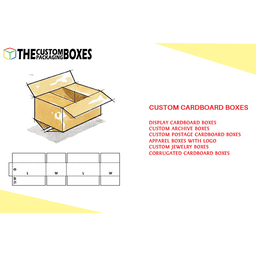 THE CUSTOM PACKAGING BOXES
CUSTOM CARDBOARD BOXES
DISPLAY CARDBOARD BOXES
CUSTOM ARCHIVE BOXES
CUSTOM POSTAGE CARDBOARD BOXES
APPAREL BOXES WITH LOGO
CUSTOM JEWELRY BOXES
CORRUGATED CARDBOARD BOXES
L W L W